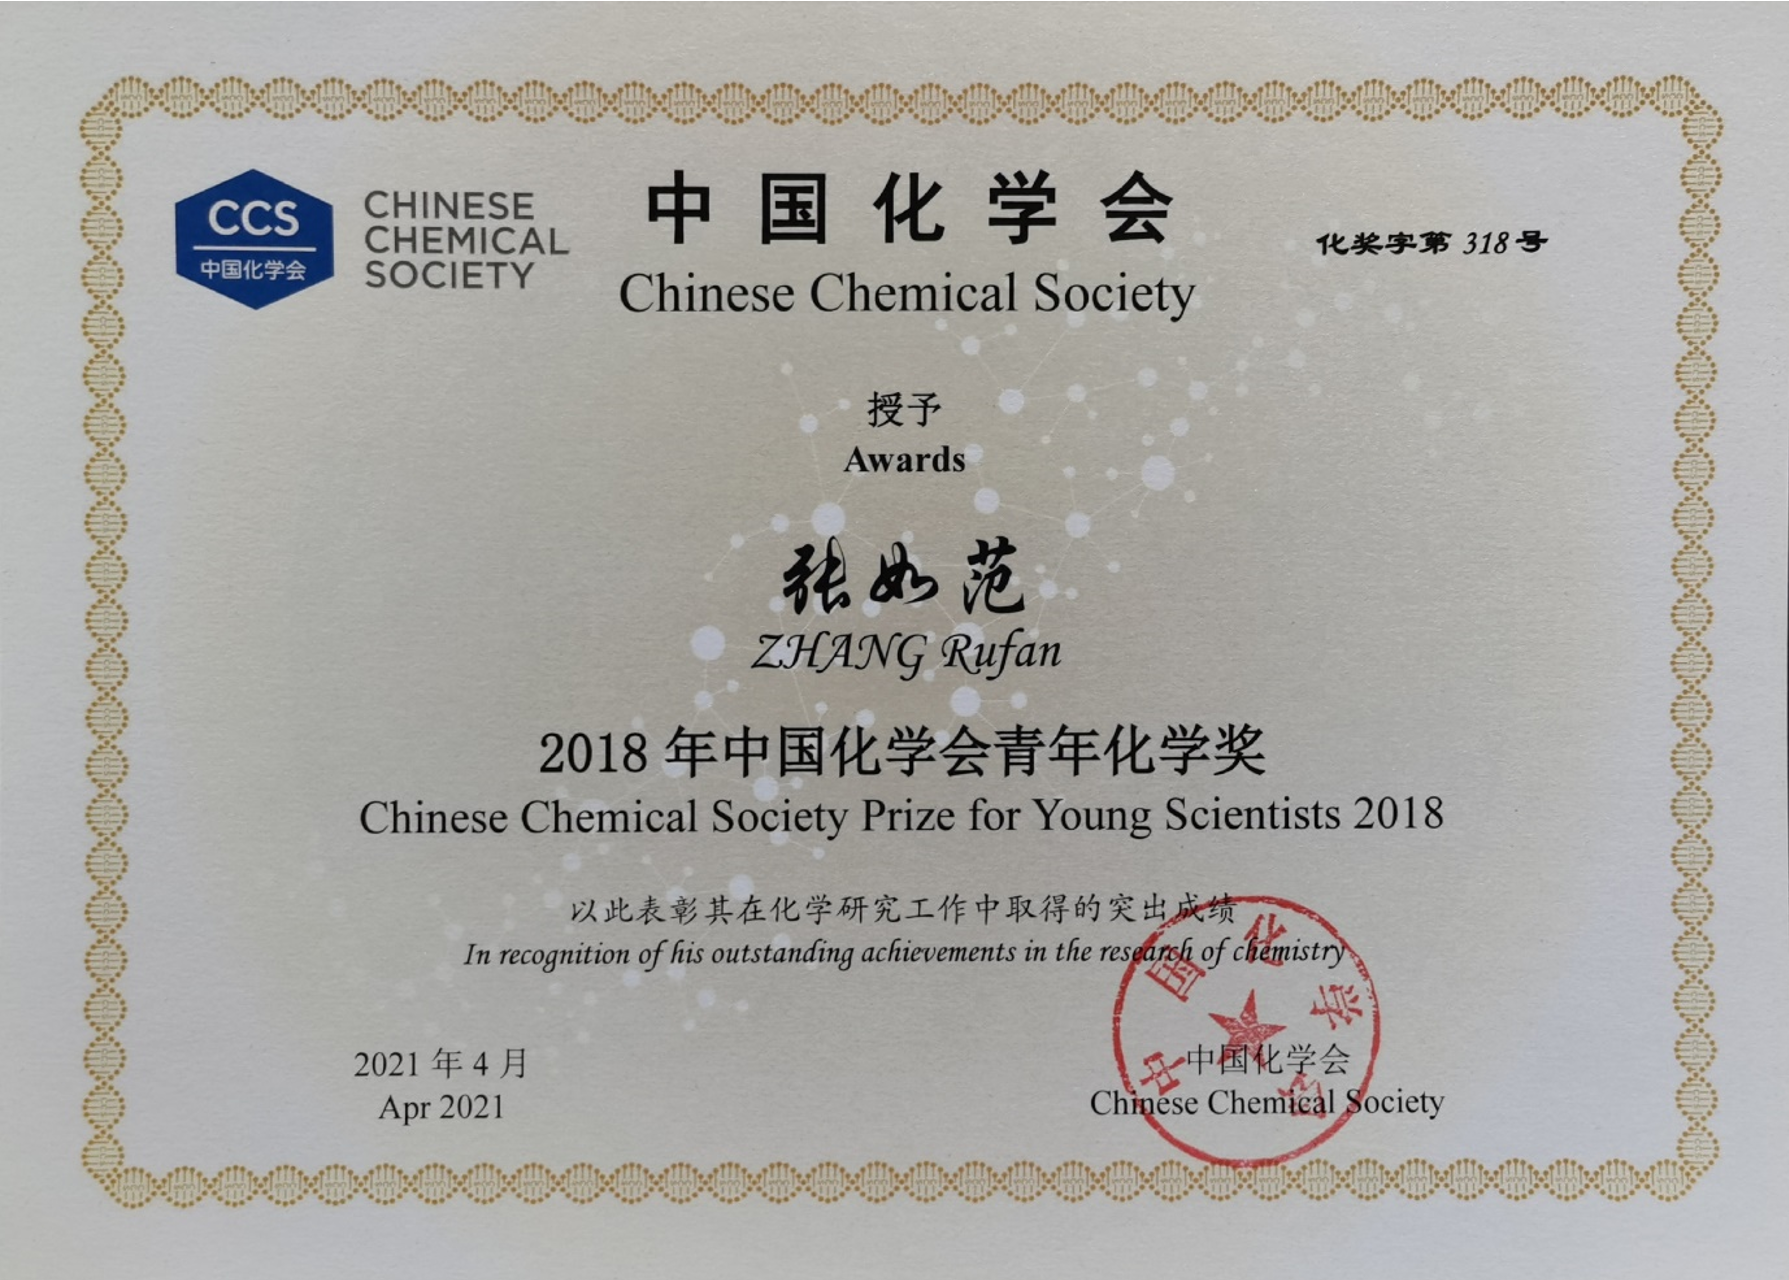 CCS
中国化学会
CHINESE
CHEMICAL
SOCIETY
中国化学会
Chinese Chemical Society
化奖字第 318 号
授予
Awards
张如范
ZHANG Rufan
2018 年中国化学会青年化学奖
Chinese Chemical Society Prize for Young Scientists 2018
以此表彰其在化学研究工作中取得的突出成绩
In recognition of his outstanding achievements in the research of chemistry
2021 年 4 月
Apr 2021
中国化学会
Chinese Chemical Society
中国化学会